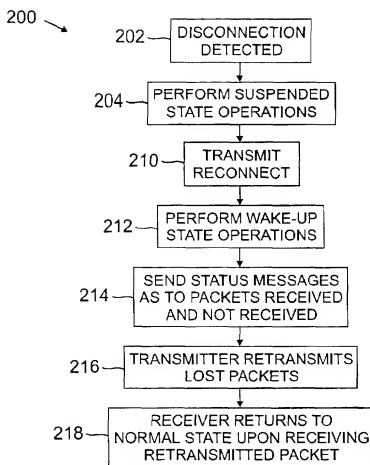 200
202
DISCONNECTION
DETECTED
204
PERFORM SUSPENDED
STATE OPERATIONS
210
TRANSMIT
RECONNECT
212
PERFORM WAKE-UP
STATE OPERATIONS
214
SEND STATUS MESSAGES
AS TO PACKETS RECEIVED
AND NOT RECEIVED
216
TRANSMITTER RETRANSMITS
LOST PACKETS
218
RECEIVER RETURNS TO
NORMAL STATE UPON RECEIVING
RETRANSMITTED PACKET